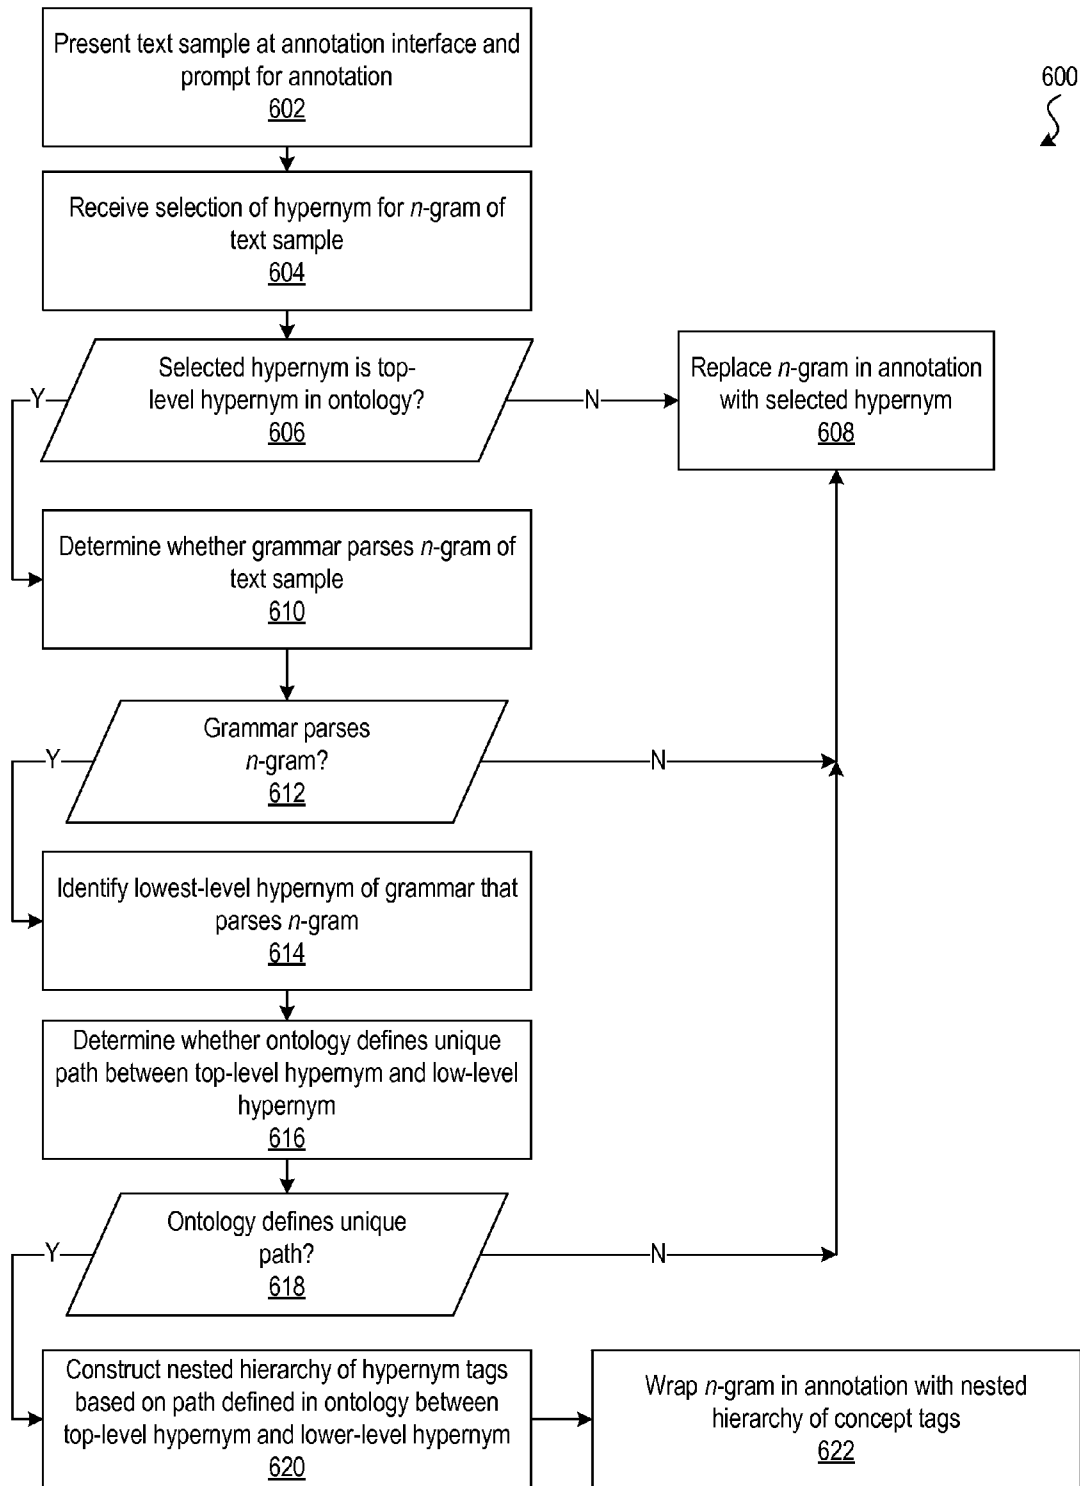 Present text sample at annotation interface and
prompt for annotation
602
600
Receive selection of hypernym for n-gram of
text sample
604
Selected hypernym is top-
level hypernym in ontology?
606
Y
N
Replace n-gram in annotation
with selected hypernym
608
Determine whether grammar parses n-gram of
text sample
610
Grammar parses
n-gram?
612
Y
N
Identify lowest-level hypernym of grammar that
parses n-gram
614
Determine whether ontology defines unique
path between top-level hypernym and low-level
hypernym
616
Ontology defines unique
path?
618
Y
N
Construct nested hierarchy of hypernym tags
based on path defined in ontology between
top-level hypernym and lower-level hypernym
620
Wrap n-gram in annotation with nested
hierarchy of concept tags
622